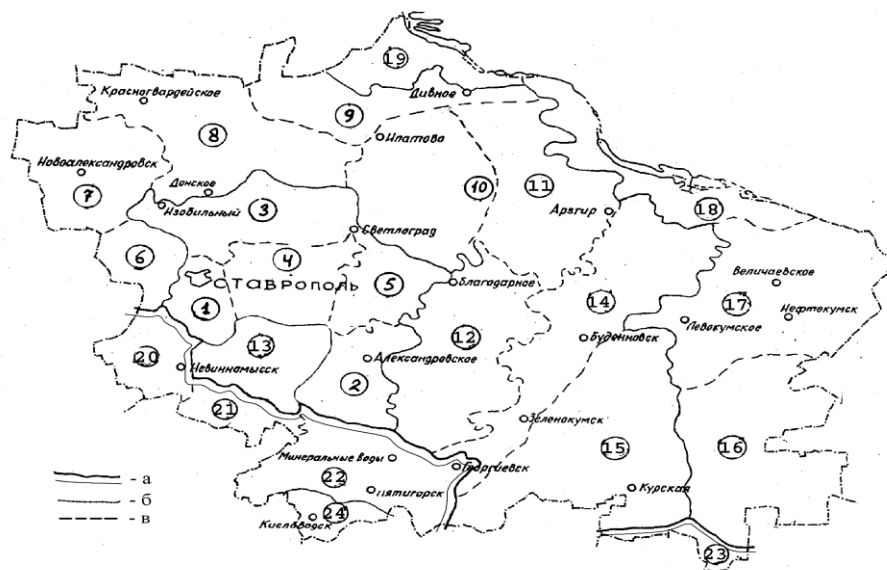 19
Красногвардейское
Дивное
9
8
Ипатово
Новоалександровск
10
11
7
Донское
Изобильный
3
Арзгир
18
Светлоград
6
4
Величаевское
СТАВРОПОЛЬ
5
Благодарное
14
17
Нефтекумск
1
Левокумское
13
12
Буденновск
20
Невинномысск
Александровское
2
21
Зеленокумск
15
16
Минеральные воды
Георгиевск
22
- а
Пятигорск
Курская
- б
24
- в
Кисловодск
23